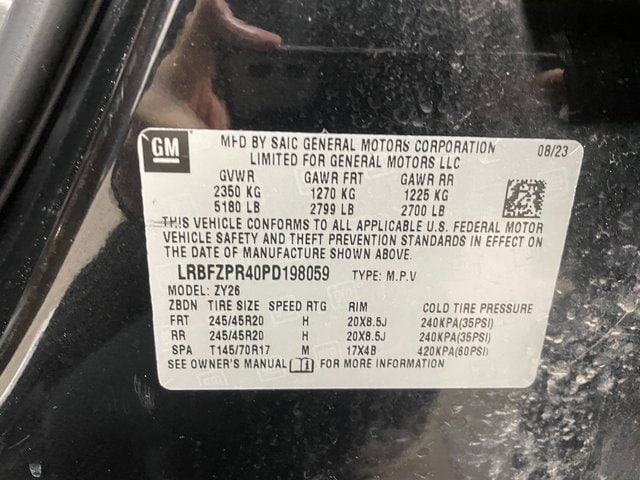 GM
MFD BY SAIC GENERAL MOTORS CORPORATION 08/23
LIMITED FOR GENERAL MOTORS LLC
GVWR GAWR FRT GAWR RR
2350 KG 1270 KG 1225 KG
5180 LB 2799 LB 2700 LB
THIS VEHICLE CONFORMS TO ALL APPLICABLE U.S. FEDERAL MOTOR
VEHICLE SAFETY AND THEFT PREVENTION STANDARDS IN EFFECT ON
THE DATE OF MANUFACTURE SHOWN ABOVE.
LRBFZPR40PD198059 TYPE: M.P.V
MODEL: ZY26
ZBDN TIRE SIZE SPEED RTG RIM COLD TIRE PRESSURE
FRT 245/45R20 H 20X8.5J 240KPA(35PSI)
RR 245/45R20 H 20X8.5J 240KPA(35PSI)
SPA T145/70R17 M 17X4B 420KPA(60PSI)
SEE OWNER'S MANUAL FOR MORE INFORMATION